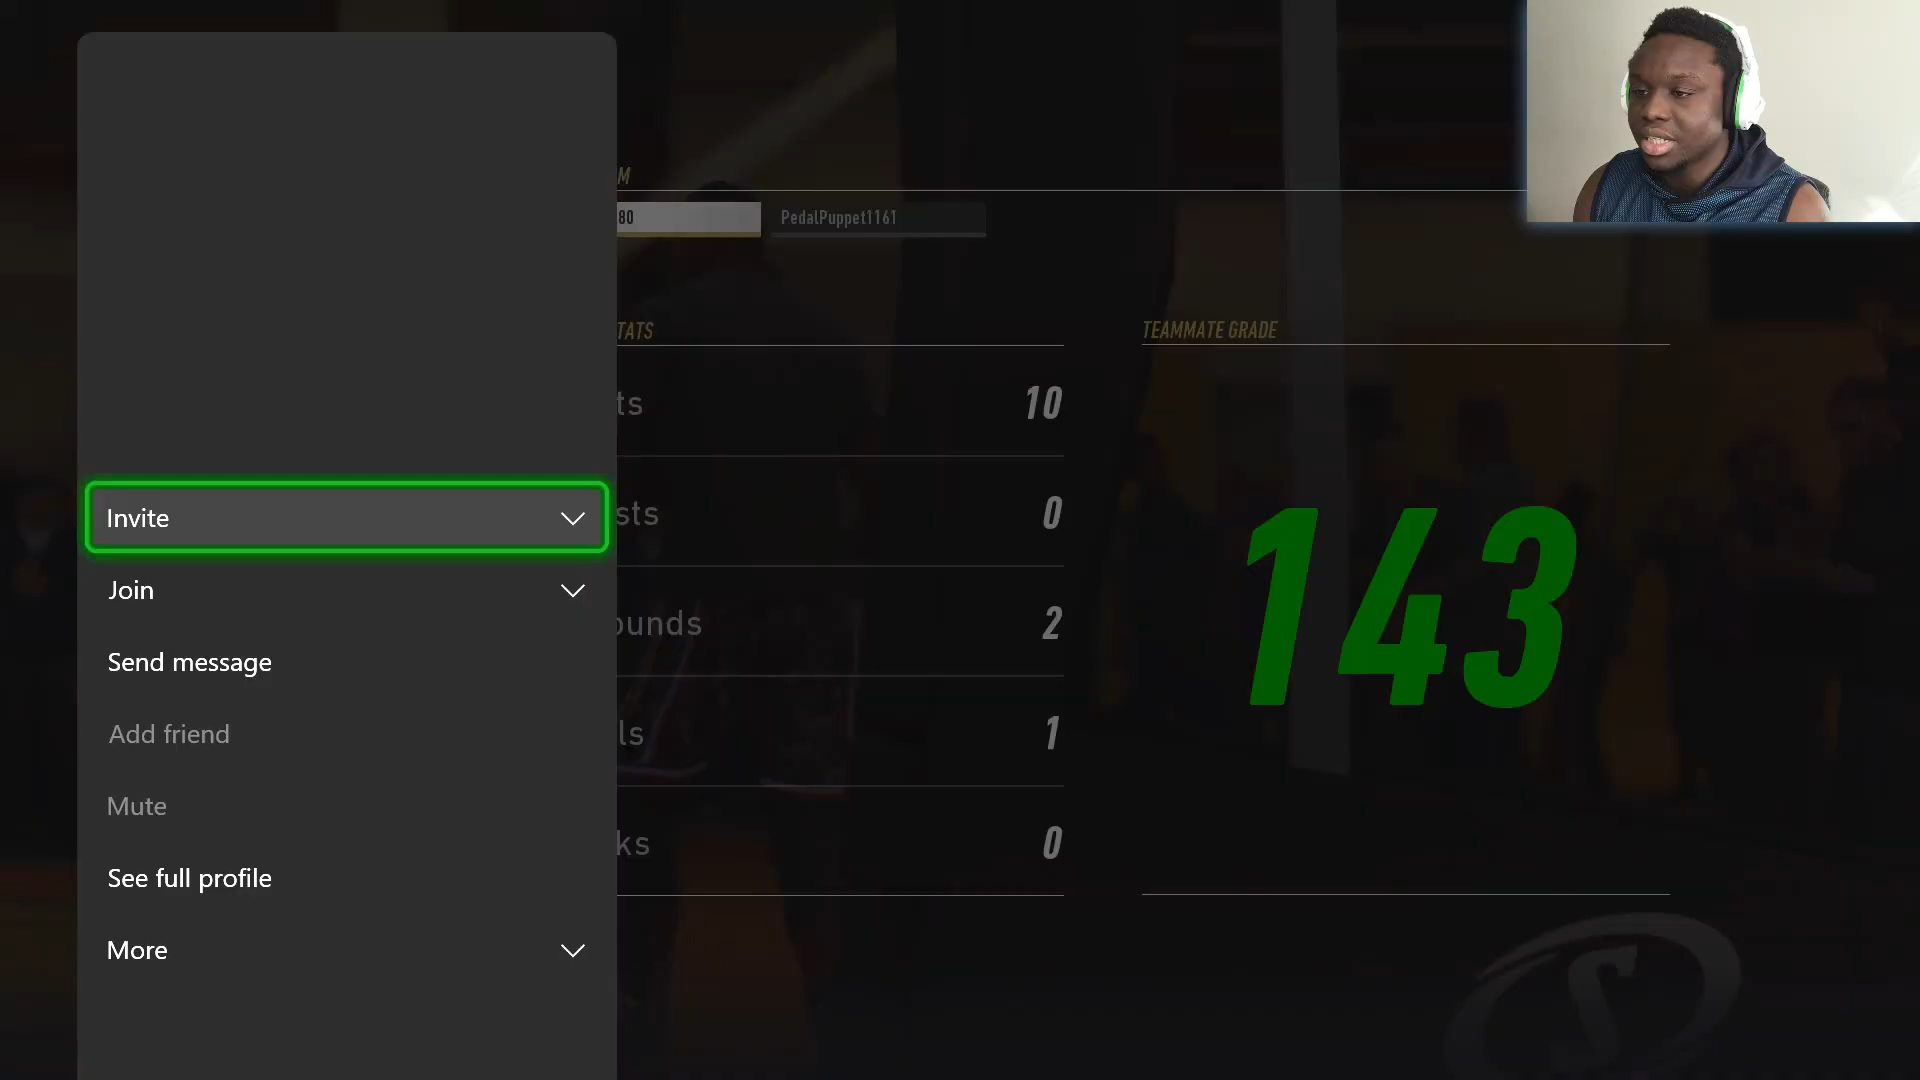 M
80 PedalPuppet1161
TATS
TEAMMATE GRADE
ts 10
sts 0
ounds 2
ls 1
ks 0
143
Invite
Join
Send message
Add friend
Mute
See full profile
More
S